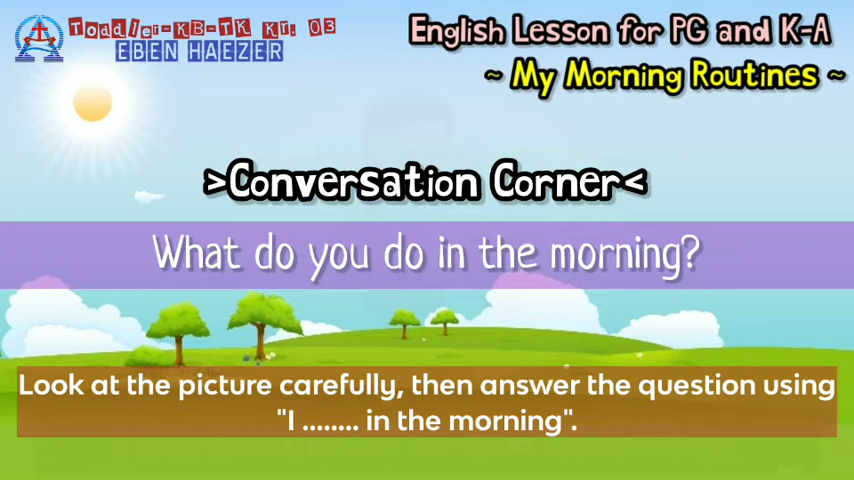 Toddler-KB-TK Kr. 03
EBEN HAEZER
English Lesson for PG and K-A
~ My Morning Routines ~
>Conversation Corner<
What do you do in the morning?
Look at the picture carefully, then answer the question using
"I ........ in the morning".